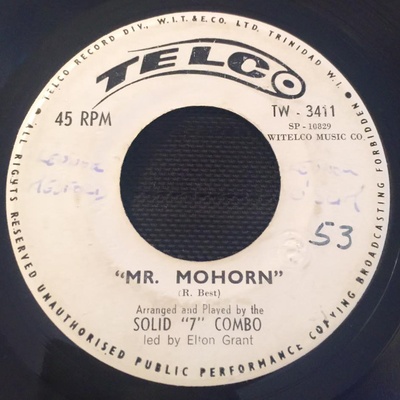 TELCO RECORD DIV., W.I.T.& E.CO. LTD., TRINIDAD W.I.
TELCO
45 RPM
TW - 3411
SP - 16829
WITELCO MUSIC CO.
53
"MR. MOHORN"
(R. Best)
Arranged and Played by the
SOLID "7" COMBO
led by Elton Grant
ALL RIGHTS RESERVED UNAUTHORISED PUBLIC PERFORMANCE COPYING BROADCASTING FORBIDDEN